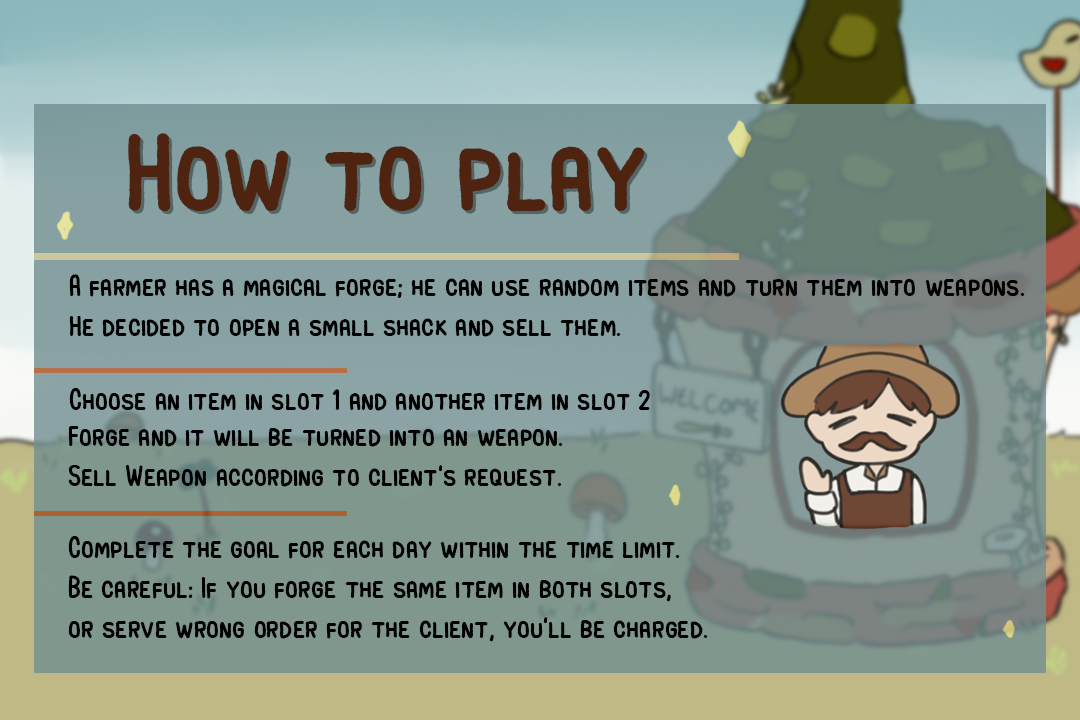 How to play
A farmer has a magical forge; he can use random items and turn them into weapons.
He decided to open a small shack and sell them.
Choose an item in slot 1 and another item in slot 2
Forge and it will be turned into an weapon.
Sell Weapon according to client's request.
WELCOME
Complete the goal for each day within the time limit.
Be careful: If you forge the same item in both slots,
or serve wrong order for the client, you'll be charged.